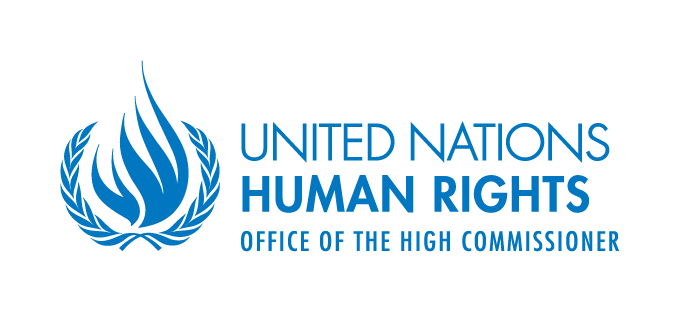 UNITED NATIONS
HUMAN RIGHTS
OFFICE OF THE HIGH COMMISSIONER